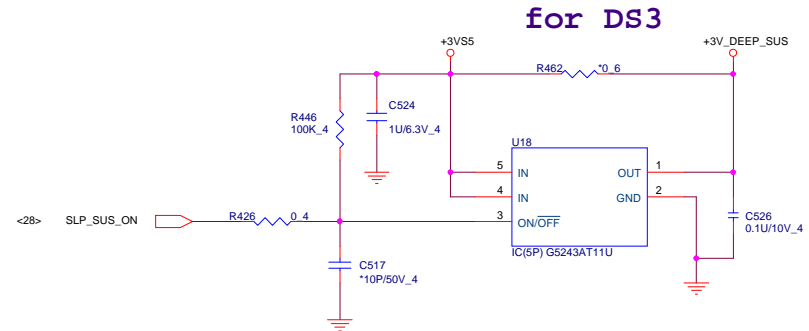 for DS3
+3VS5
+3V_DEEP_SUS
R462
*0_6
C524
1U/6.3V_4
R446
100K_4
U18
5
IN
OUT
1
4
IN
GND
2
<28>
SLP_SUS_ON
R426
0_4
3
ON/OFF
C526
0.1U/10V_4
IC(5P) G5243AT11U
C517
*10P/50V_4